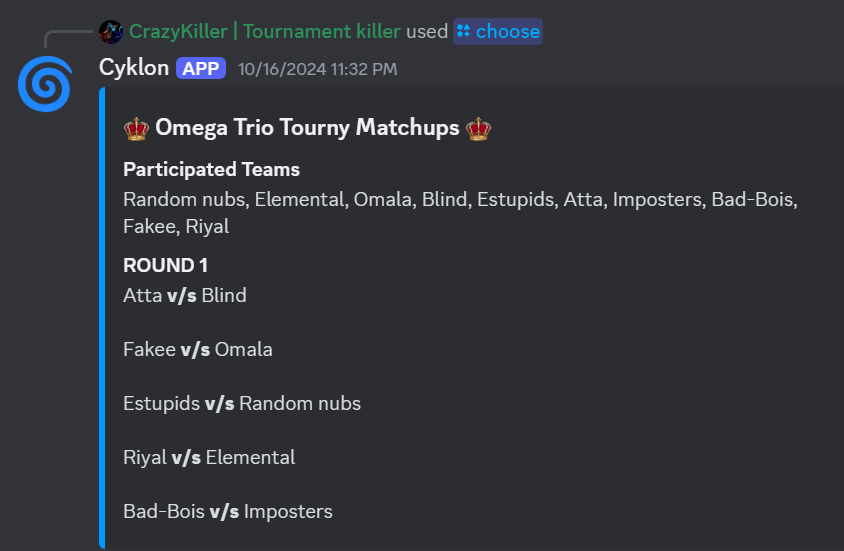 CrazyKiller | Tournament killer used choose
Cyklon APP 10/16/2024 11:32 PM
Omega Trio Tourny Matchups
Participated Teams
Random nubs, Elemental, Omala, Blind, Estupids, Atta, Imposters, Bad-Bois,
Fakee, Riyal
ROUND 1
Atta v/s Blind
Fakee v/s Omala
Estupids v/s Random nubs
Riyal v/s Elemental
Bad-Bois v/s Imposters